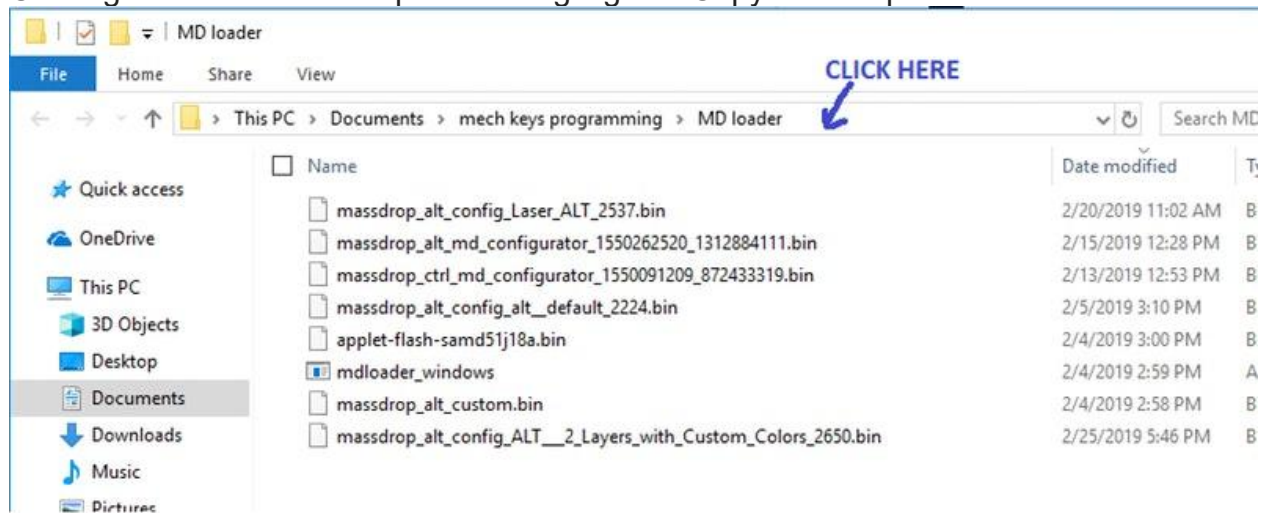 MD loader
File Home Share View
CLICK HERE
This PC > Documents > mech keys programming > MD loader
Search MD
Name Date modified
Quick access
OneDrive
This PC
3D Objects
Desktop
Documents
Downloads
Music
Pictures
massdrop_alt_config_Laser_ALT_2537.bin 2/20/2019 11:02 AM B
massdrop_alt_md_configurator_1550262520_1312884111.bin 2/15/2019 12:28 PM B
massdrop_ctrl_md_configurator_1550091209_872433319.bin 2/13/2019 12:53 PM B
massdrop_alt_config_alt__default_2224.bin 2/5/2019 3:10 PM B
applet-flash-samd51j18a.bin 2/4/2019 3:00 PM B
mdloader_windows 2/4/2019 2:59 PM A
massdrop_alt_custom.bin 2/4/2019 2:58 PM B
massdrop_alt_config_ALT__2_Layers_with_Custom_Colors_2650.bin 2/25/2019 5:46 PM B